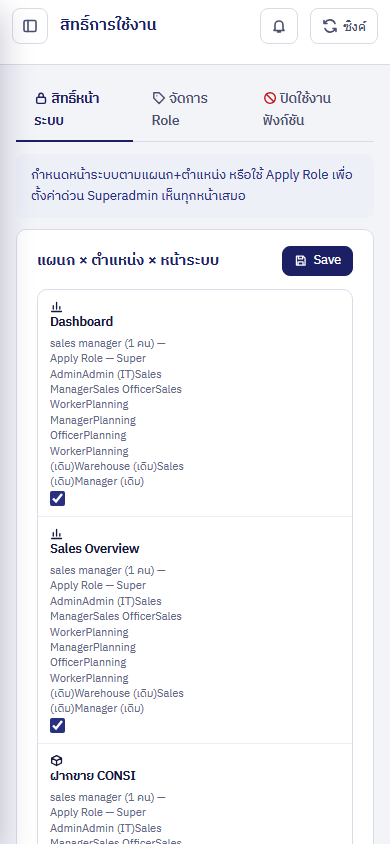 สิทธิ์การใช้งาน
ซิงค์
สิทธิ์หน้า
ระบบ
จัดการ
Role
ปิดใช้งาน
ฟังก์ชัน
กำหนดหน้าระบบตามแผนก+ตำแหน่ง หรือใช้ Apply Role เพื่อ
ตั้งค่าด่วน Superadmin เห็นทุกหน้าเสมอ
แผนก × ตำแหน่ง × หน้าระบบ
Save
Dashboard
sales manager (1 คน) —
Apply Role — Super
AdminAdmin (IT)Sales
ManagerSales OfficerSales
WorkerPlanning
ManagerPlanning
OfficerPlanning
WorkerPlanning
(เดิม)Warehouse (เดิม)Sales
(เดิม)Manager (เดิม)
Sales Overview
sales manager (1 คน) —
Apply Role — Super
AdminAdmin (IT)Sales
ManagerSales OfficerSales
WorkerPlanning
ManagerPlanning
OfficerPlanning
WorkerPlanning
(เดิม)Warehouse (เดิม)Sales
(เดิม)Manager (เดิม)
ฝากขาย CONSI
sales manager (1 คน) —
Apply Role — Super
AdminAdmin (IT)Sales
ManagerSales OfficerSales